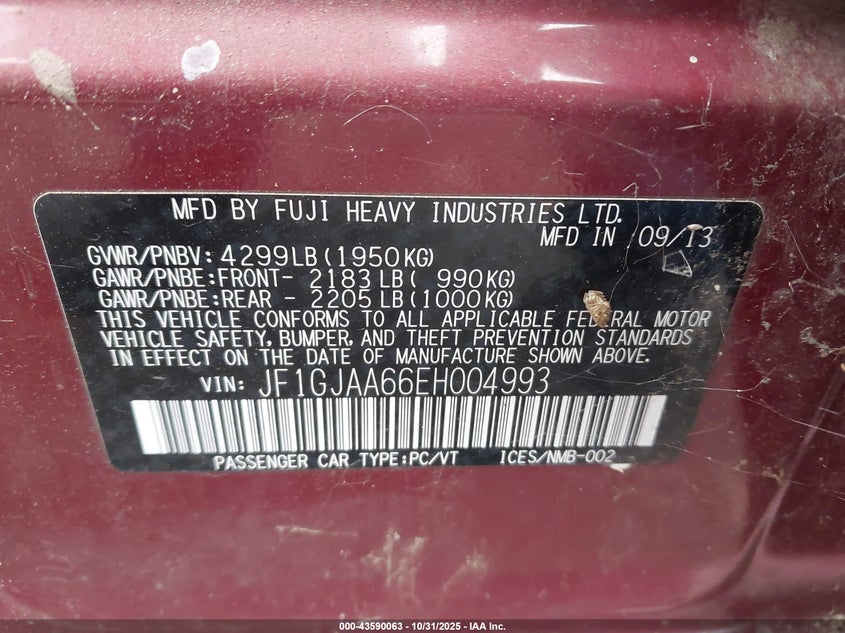 MFD BY FUJI HEAVY INDUSTRIES LTD.
MFD IN 09/13
GVWR/PNBV: 4299LB(1950KG)
GAWR/PNBE:FRONT- 2183LB( 990KG)
GAWR/PNBE:REAR - 2205LB(1000KG)
THIS VEHICLE CONFORMS TO ALL APPLICABLE FEDERAL MOTOR
VEHICLE SAFETY, BUMPER, AND THEFT PREVENTION STANDARDS
IN EFFECT ON THE DATE OF MANUFACTURE SHOWN ABOVE.
VIN: JF1GJAA66EH004993
PASSENGER CAR TYPE:PC/VT ICES/NMB-002
000-43590063 - 10/31/2025 - IAA Inc.